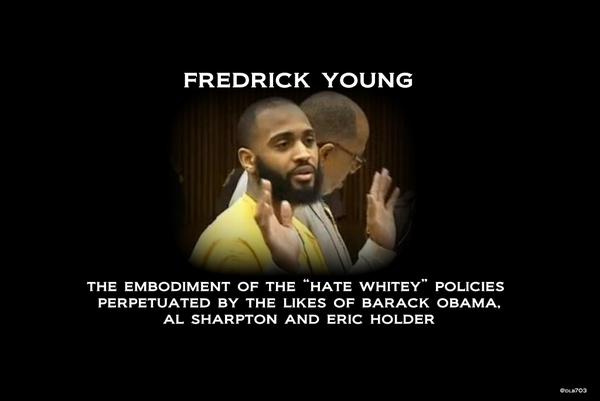 FREDRICK YOUNG
THE EMBODIMENT OF THE "HATE WHITEY" POLICIES
PERPETUATED BY THE LIKES OF BARACK OBAMA,
AL SHARPTON AND ERIC HOLDER
@DLB703